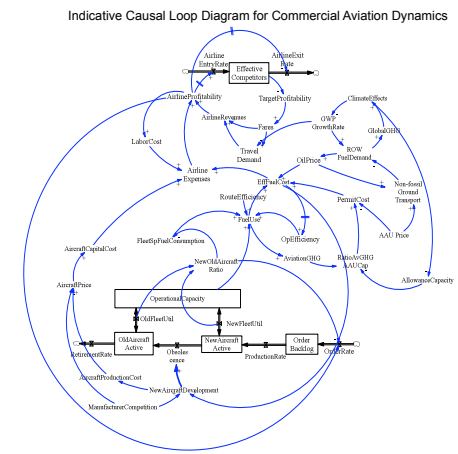 Indicative Causal Loop Diagram for Commercial Aviation Dynamics
Airline
EntryRate
AirlineExit
Rate
Effective
Competitors
AirlineProfitability
TargetProfitability
ClimateEffects
AirlineRevenues
Fares
GWP
GrowthRate
GlobalGHG
LaborCost
Travel
Demand
ROW
FuelDemand
OilPrice
Airline
Expenses
EffFuelCost
Non-fossil
Ground
Transport
RouteEfficiency
PermitCost
FuelUse
AAU Price
FleetSpFuelConsumption
OpEfficiency
AircraftCapitalCost
NewOldAircraft
Ratio
AviationGHG
RatioAvGHG
AAUCap
AllowanceCapacity
AircraftPrice
OperationalCapacity
OldFleetUtil
NewFleetUtil
OldAircraft
Active
NewAircraft
Active
Order
Backlog
RetirementRate
Obsoles
cence
ProductionRate
OrderRate
AircraftProductionCost
NewAircraftDevelopment
ManufacturerCompetition